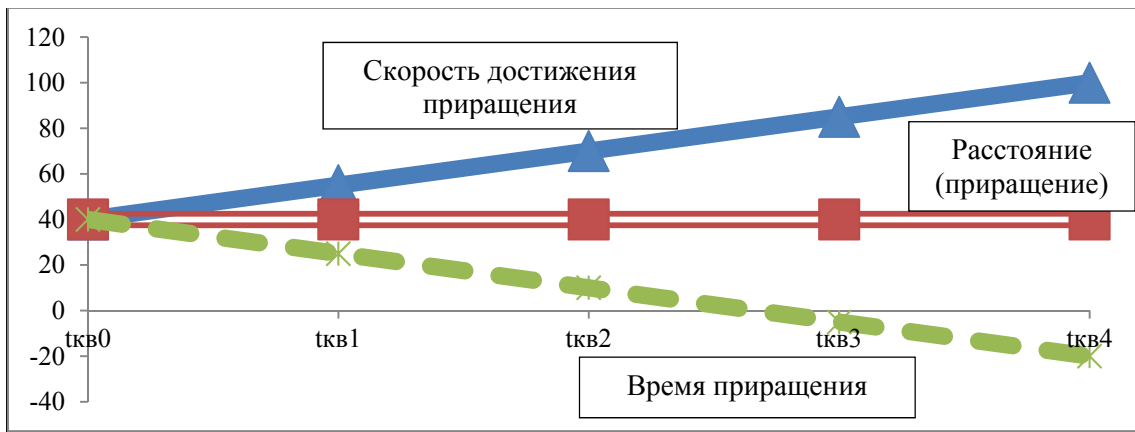 120
100
80
60
40
20
0
-20
-40
Скорость достижения
приращения
Расстояние
(приращение)
tкв0 tкв1 tкв2 tкв3 tкв4
Время приращения